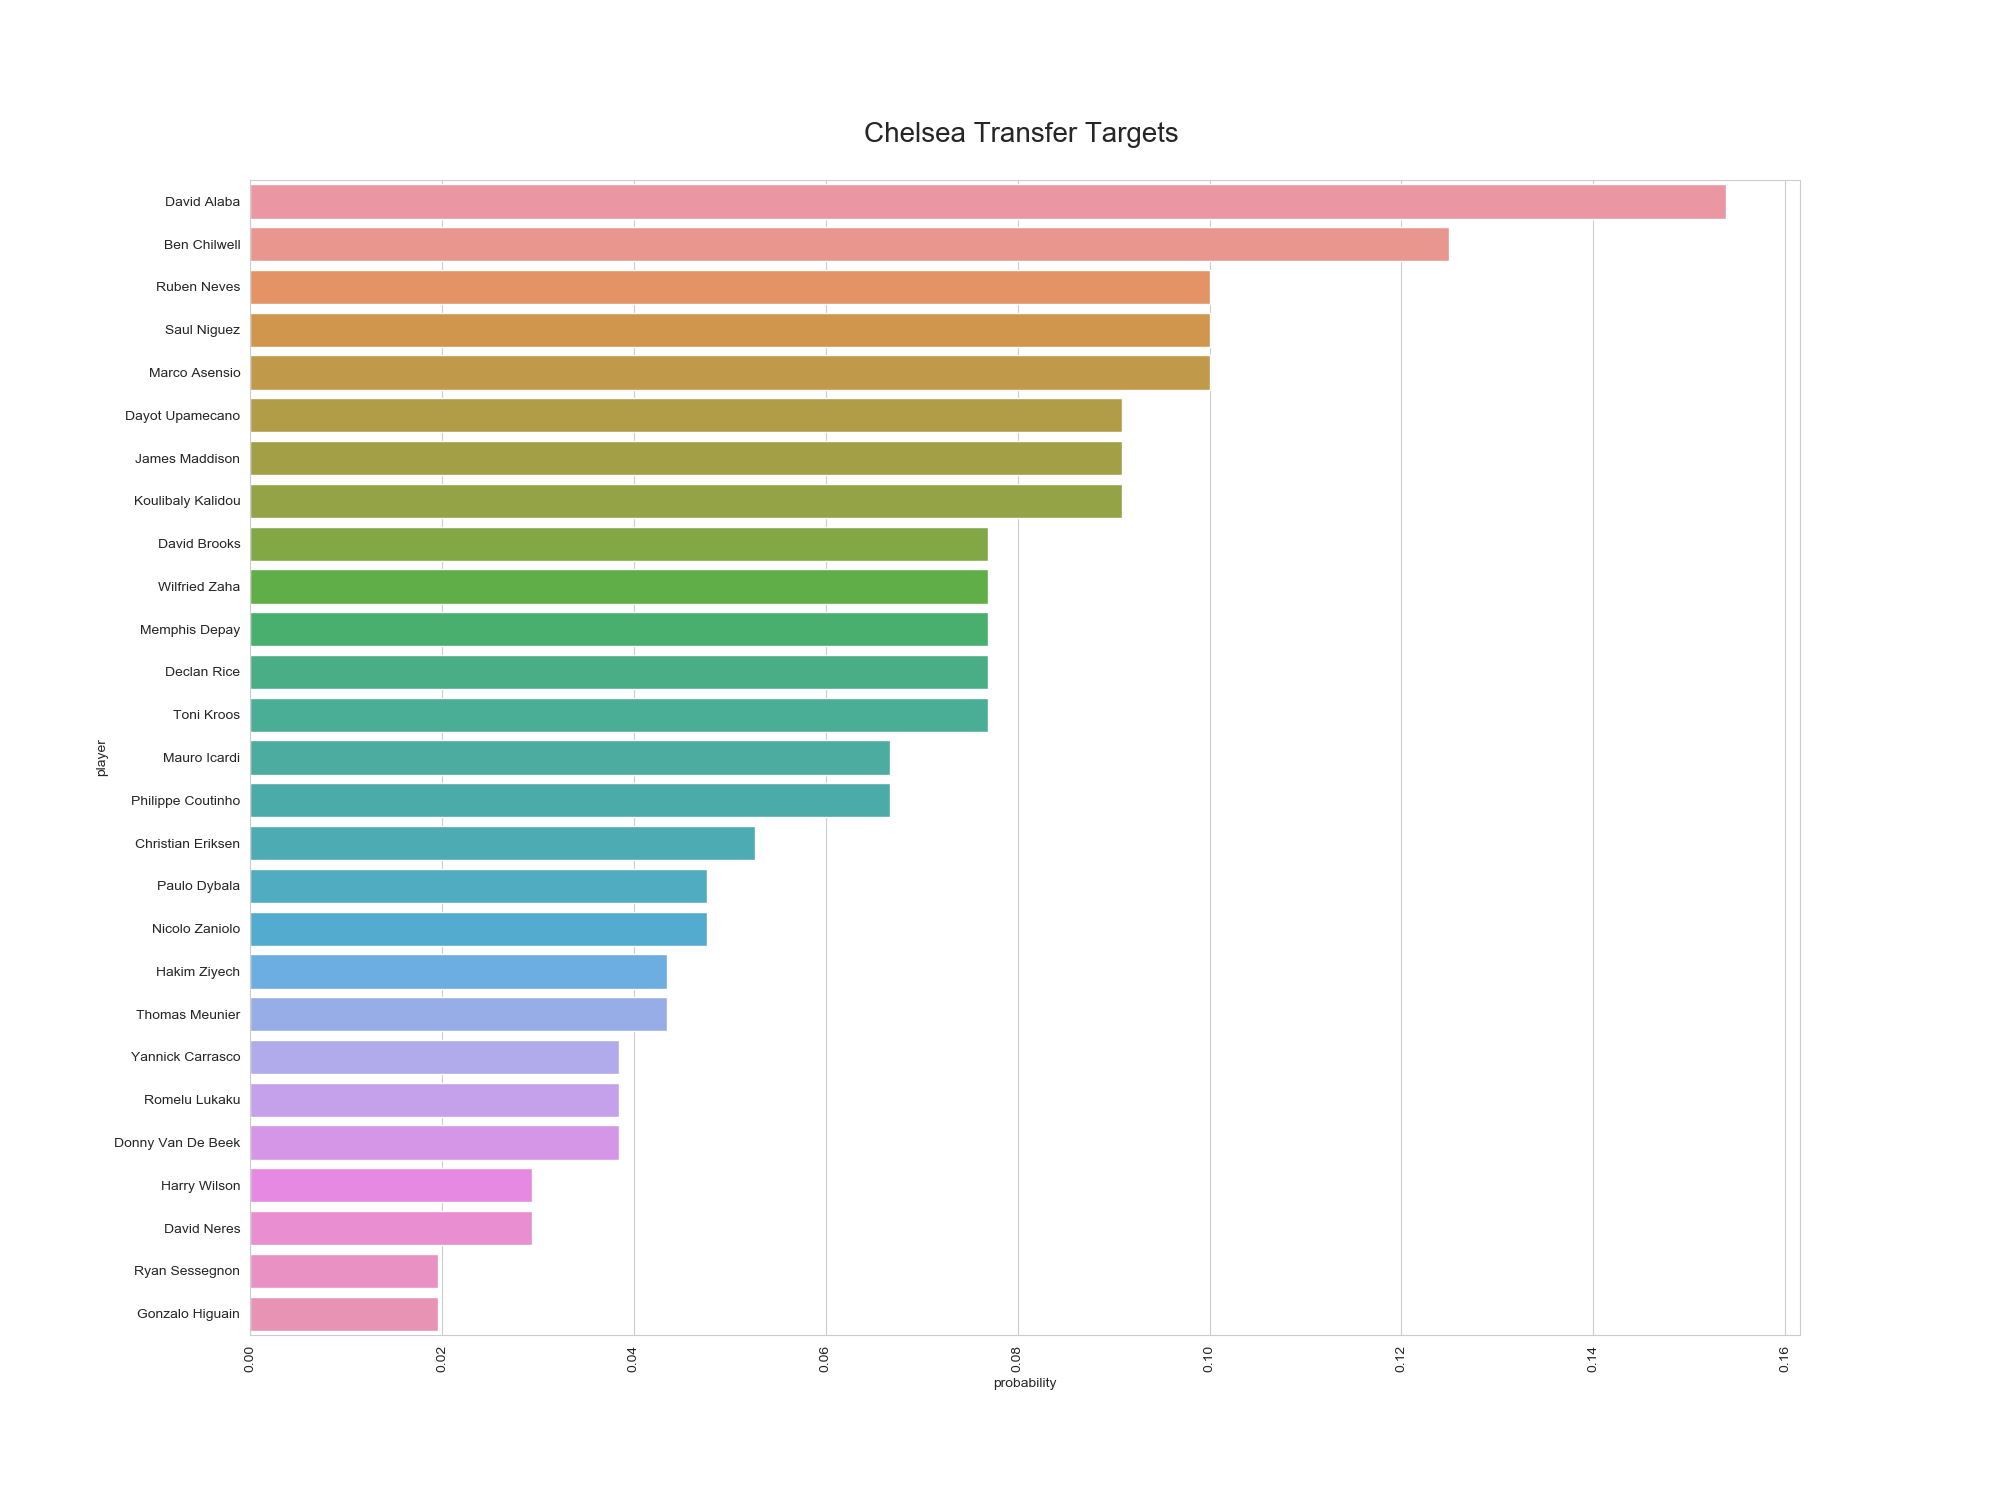 Chelsea Transfer Targets
David Alaba
Ben Chilwell
Ruben Neves
Saul Niguez
Marco Asensio
Dayot Upamecano
James Maddison
Koulibaly Kalidou
David Brooks
Wilfried Zaha
Memphis Depay
Declan Rice
Toni Kroos
Mauro Icardi
Philippe Coutinho
Christian Eriksen
Paulo Dybala
Nicolo Zaniolo
Hakim Ziyech
Thomas Meunier
Yannick Carrasco
Romelu Lukaku
Donny Van De Beek
Harry Wilson
David Neres
Ryan Sessegnon
Gonzalo Higuain
player
0.00
0.02
0.04
0.06
0.08
0.10
0.12
0.14
0.16
probability